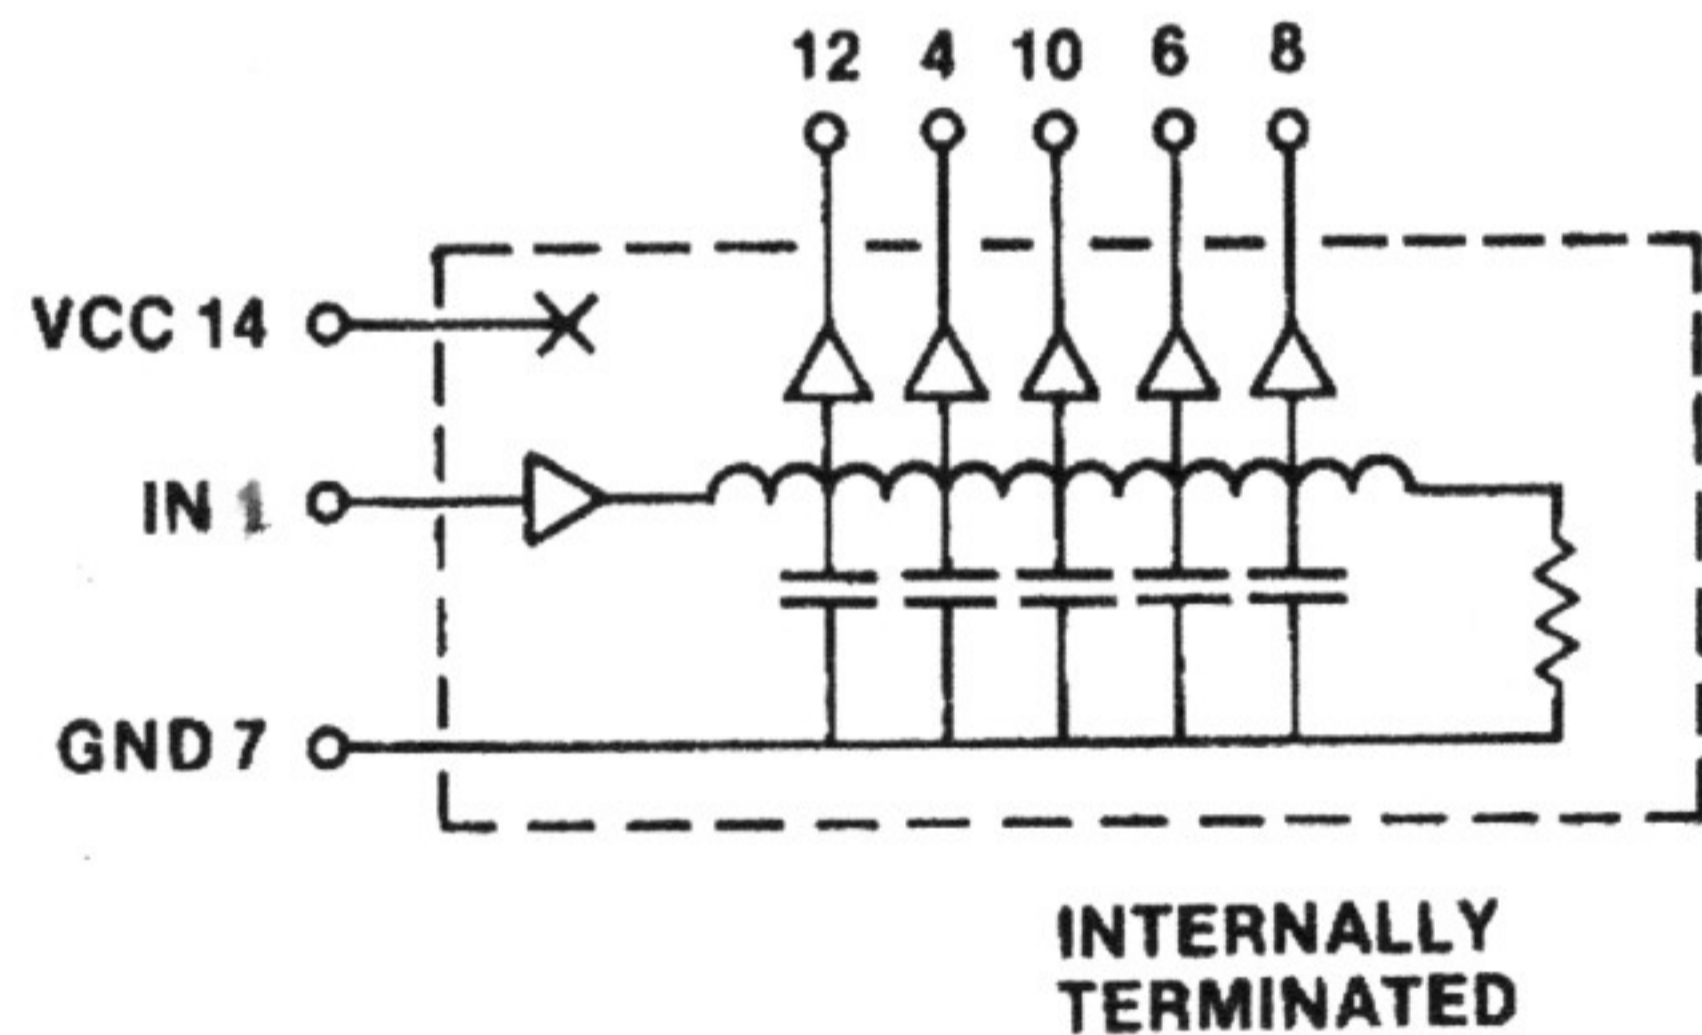 12 4 10 6 8
VCC 14
IN 1
GND 7
INTERNALLY
TERMINATED